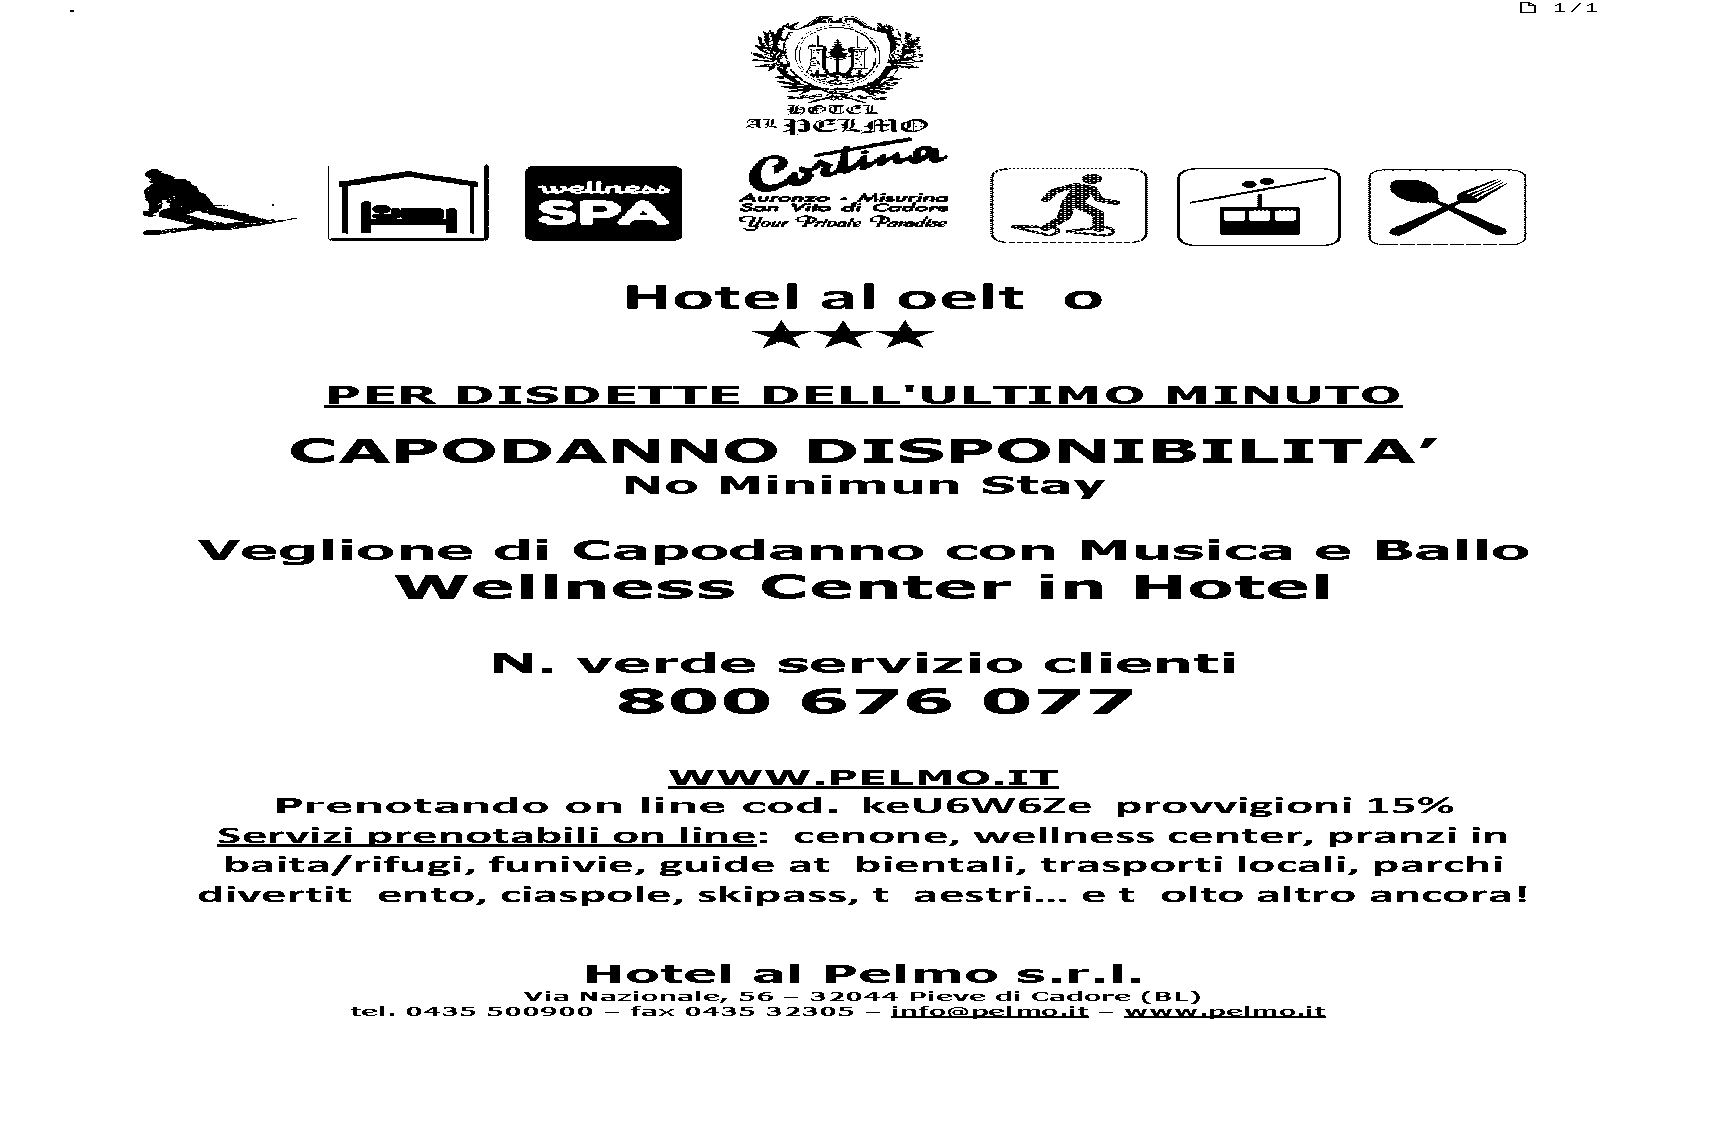 1/1
HOTEL
AL PELMO
Cortina
Auronzo - Misurina
San Vito di Cadore
Your Private Paradise
wellness
SPA
Hotel al oelt o
PER DISDETTE DELL'ULTIMO MINUTO
CAPODANNO DISPONIBILITA’
No Minimun Stay
Veglione di Capodanno con Musica e Ballo
Wellness Center in Hotel
N. verde servizio clienti
800 676 077
WWW.PELMO.IT
Prenotando on line cod. keU6W6Ze provvigioni 15%
Servizi prenotabili on line: cenone, wellness center, pranzi in
baita/rifugi, funivie, guide at bientali, trasporti locali, parchi
divertit ento, ciaspole, skipass, t aestri... e t olto altro ancora!
Hotel al Pelmo s.r.l.
Via Nazionale, 56 – 32044 Pieve di Cadore (BL)
tel. 0435 500900 – fax 0435 32305 – info@pelmo.it – www.pelmo.it